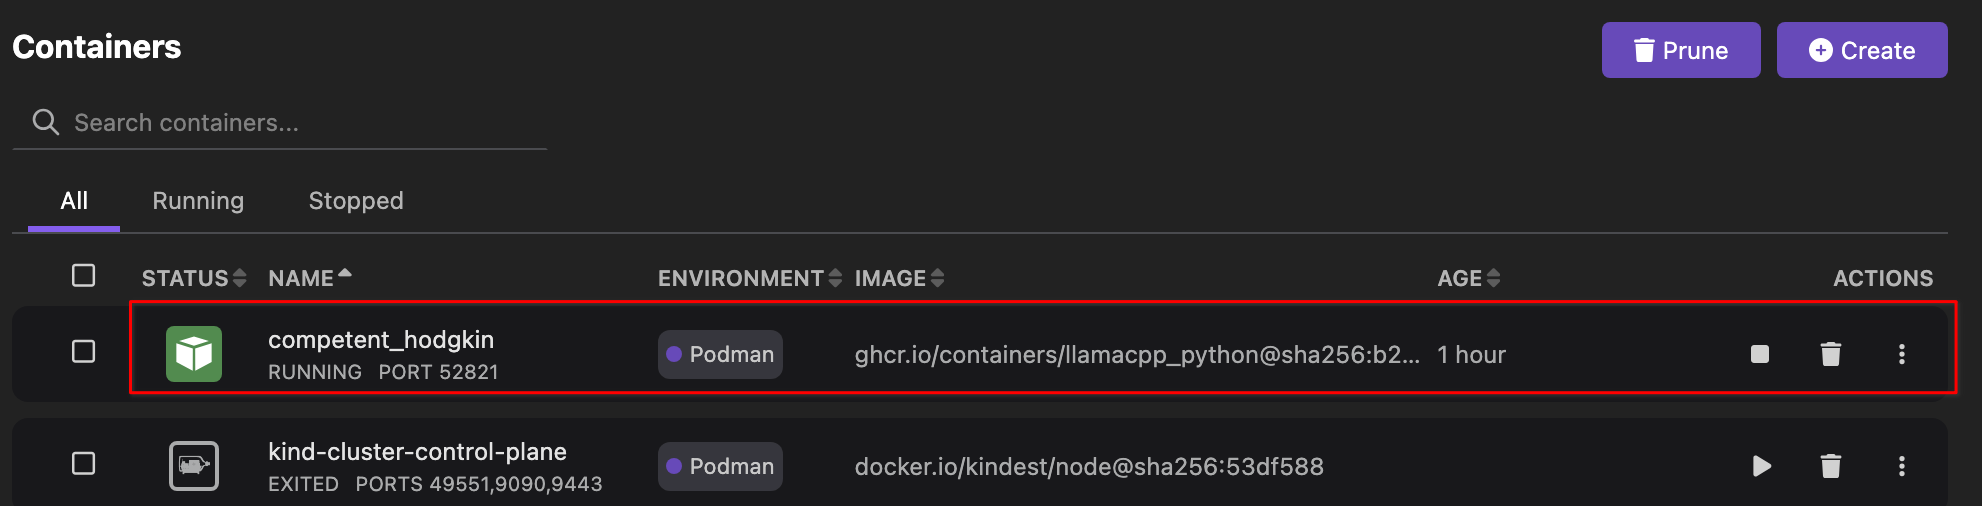 Containers
Prune
Create
Search containers...
All Running Stopped
STATUS NAME ENVIRONMENT IMAGE AGE ACTIONS
competent_hodgkin
RUNNING PORT 52821
Podman
ghcr.io/containers/llamacpp_python@sha256:b2...
1 hour
kind-cluster-control-plane
EXITED PORTS 49551,9090,9443
Podman
docker.io/kindest/node@sha256:53df588